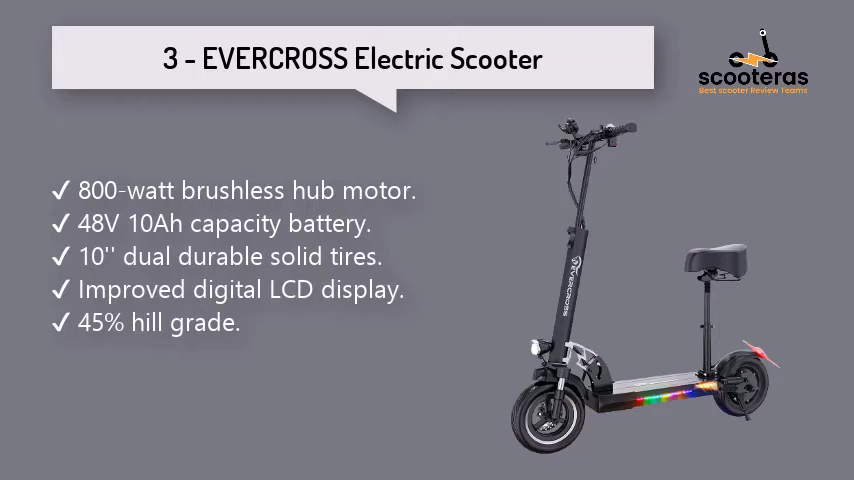 3 - EVERCROSS Electric Scooter
scooteras
Best scooter Review Teams
✓ 800-watt brushless hub motor.
✓ 48V 10Ah capacity battery.
✓ 10'' dual durable solid tires.
✓ Improved digital LCD display.
✓ 45% hill grade.
EVERCROSS